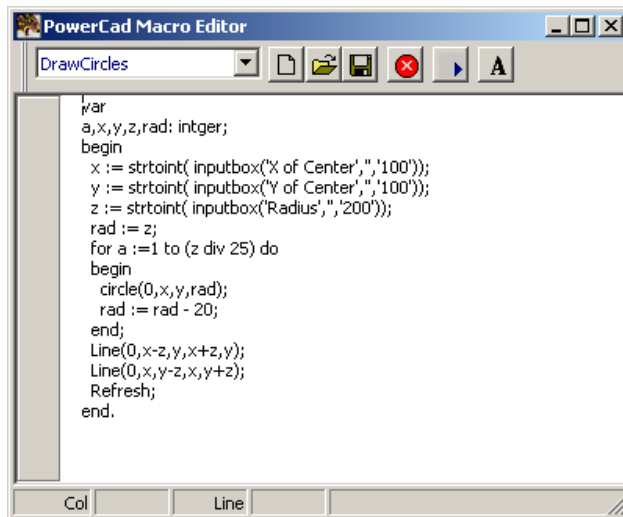 PowerCad Macro Editor
DrawCircles
A
var
a,x,y,z,rad: intger;
begin
x := strtoint( inputbox('X of Center','','100'));
y := strtoint( inputbox('Y of Center','','100'));
z := strtoint( inputbox('Radius','','200'));
rad := z;
for a :=1 to (z div 25) do
begin
circle(0,x,y,rad);
rad := rad - 20;
end;
Line(0,x-z,y,x+z,y);
Line(0,x,y-z,x,y+z);
Refresh;
end.
Col Line